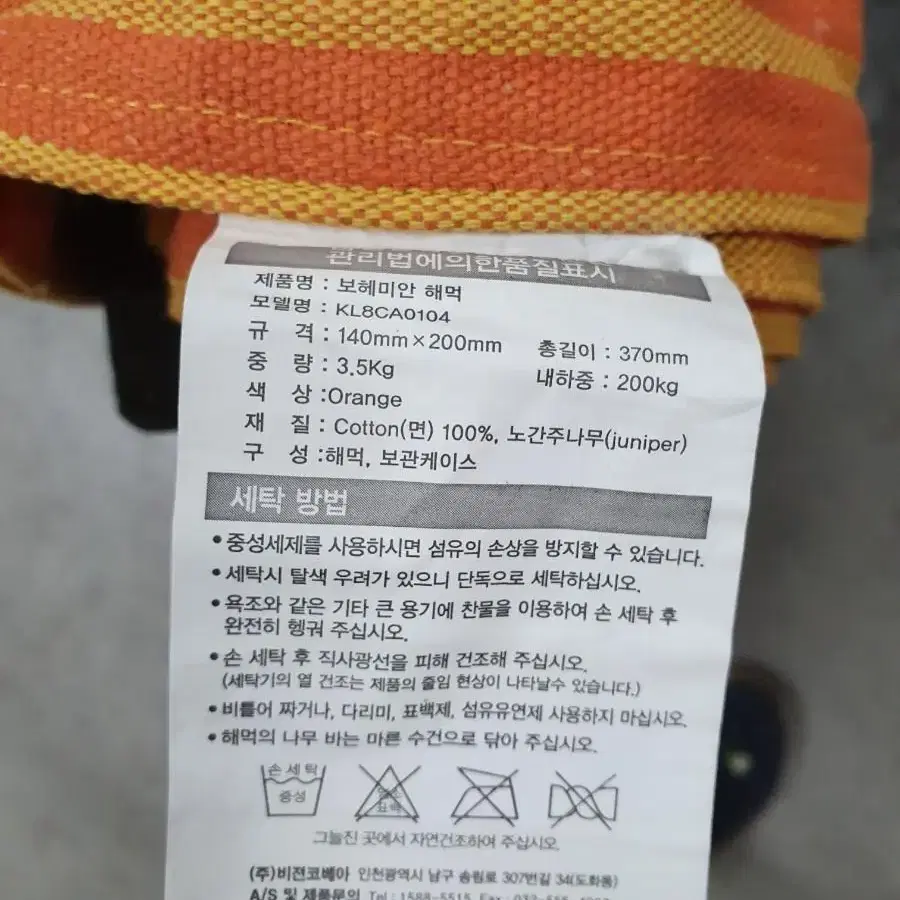 관리법에의한품질표시
제품명 : 보헤미안 해먹
모델명 : KL8CA0104
규 격 : 140mm×200mm 총길이 : 370mm
중 량 : 3.5Kg 내하중 : 200kg
색 상 :Orange
재 질 : Cotton(면) 100%, 노간주나무(juniper)
구 성 :해먹, 보관케이스
세탁 방법
• 중성세제를 사용하시면 섬유의 손상을 방지할 수 있습니다.
• 세탁시 탈색 우려가 있으니 단독으로 세탁하십시오.
• 욕조와 같은 기타 큰 용기에 찬물을 이용하여 손 세탁 후
완전히 헹궈 주십시오.
• 손 세탁 후 직사광선을 피해 건조해 주십시오.
(세탁기의 열 건조는 제품의 줄임 현상이 나타날수 있습니다.)
• 비틀어 짜거나, 다리미, 표백제, 섬유유연제 사용하지 마십시오.
• 해먹의 나무 바는 마른 수건으로 닦아 주십시오.
손 세탁
중성
염소
표백
그늘진 곳에서 자연건조하여 주십시오.
(주)비전코베아 인천광역시 남구 송림로 307번길 34(도화동)
A/S 및 제품문의 Tel : 1588-5515, Fax :